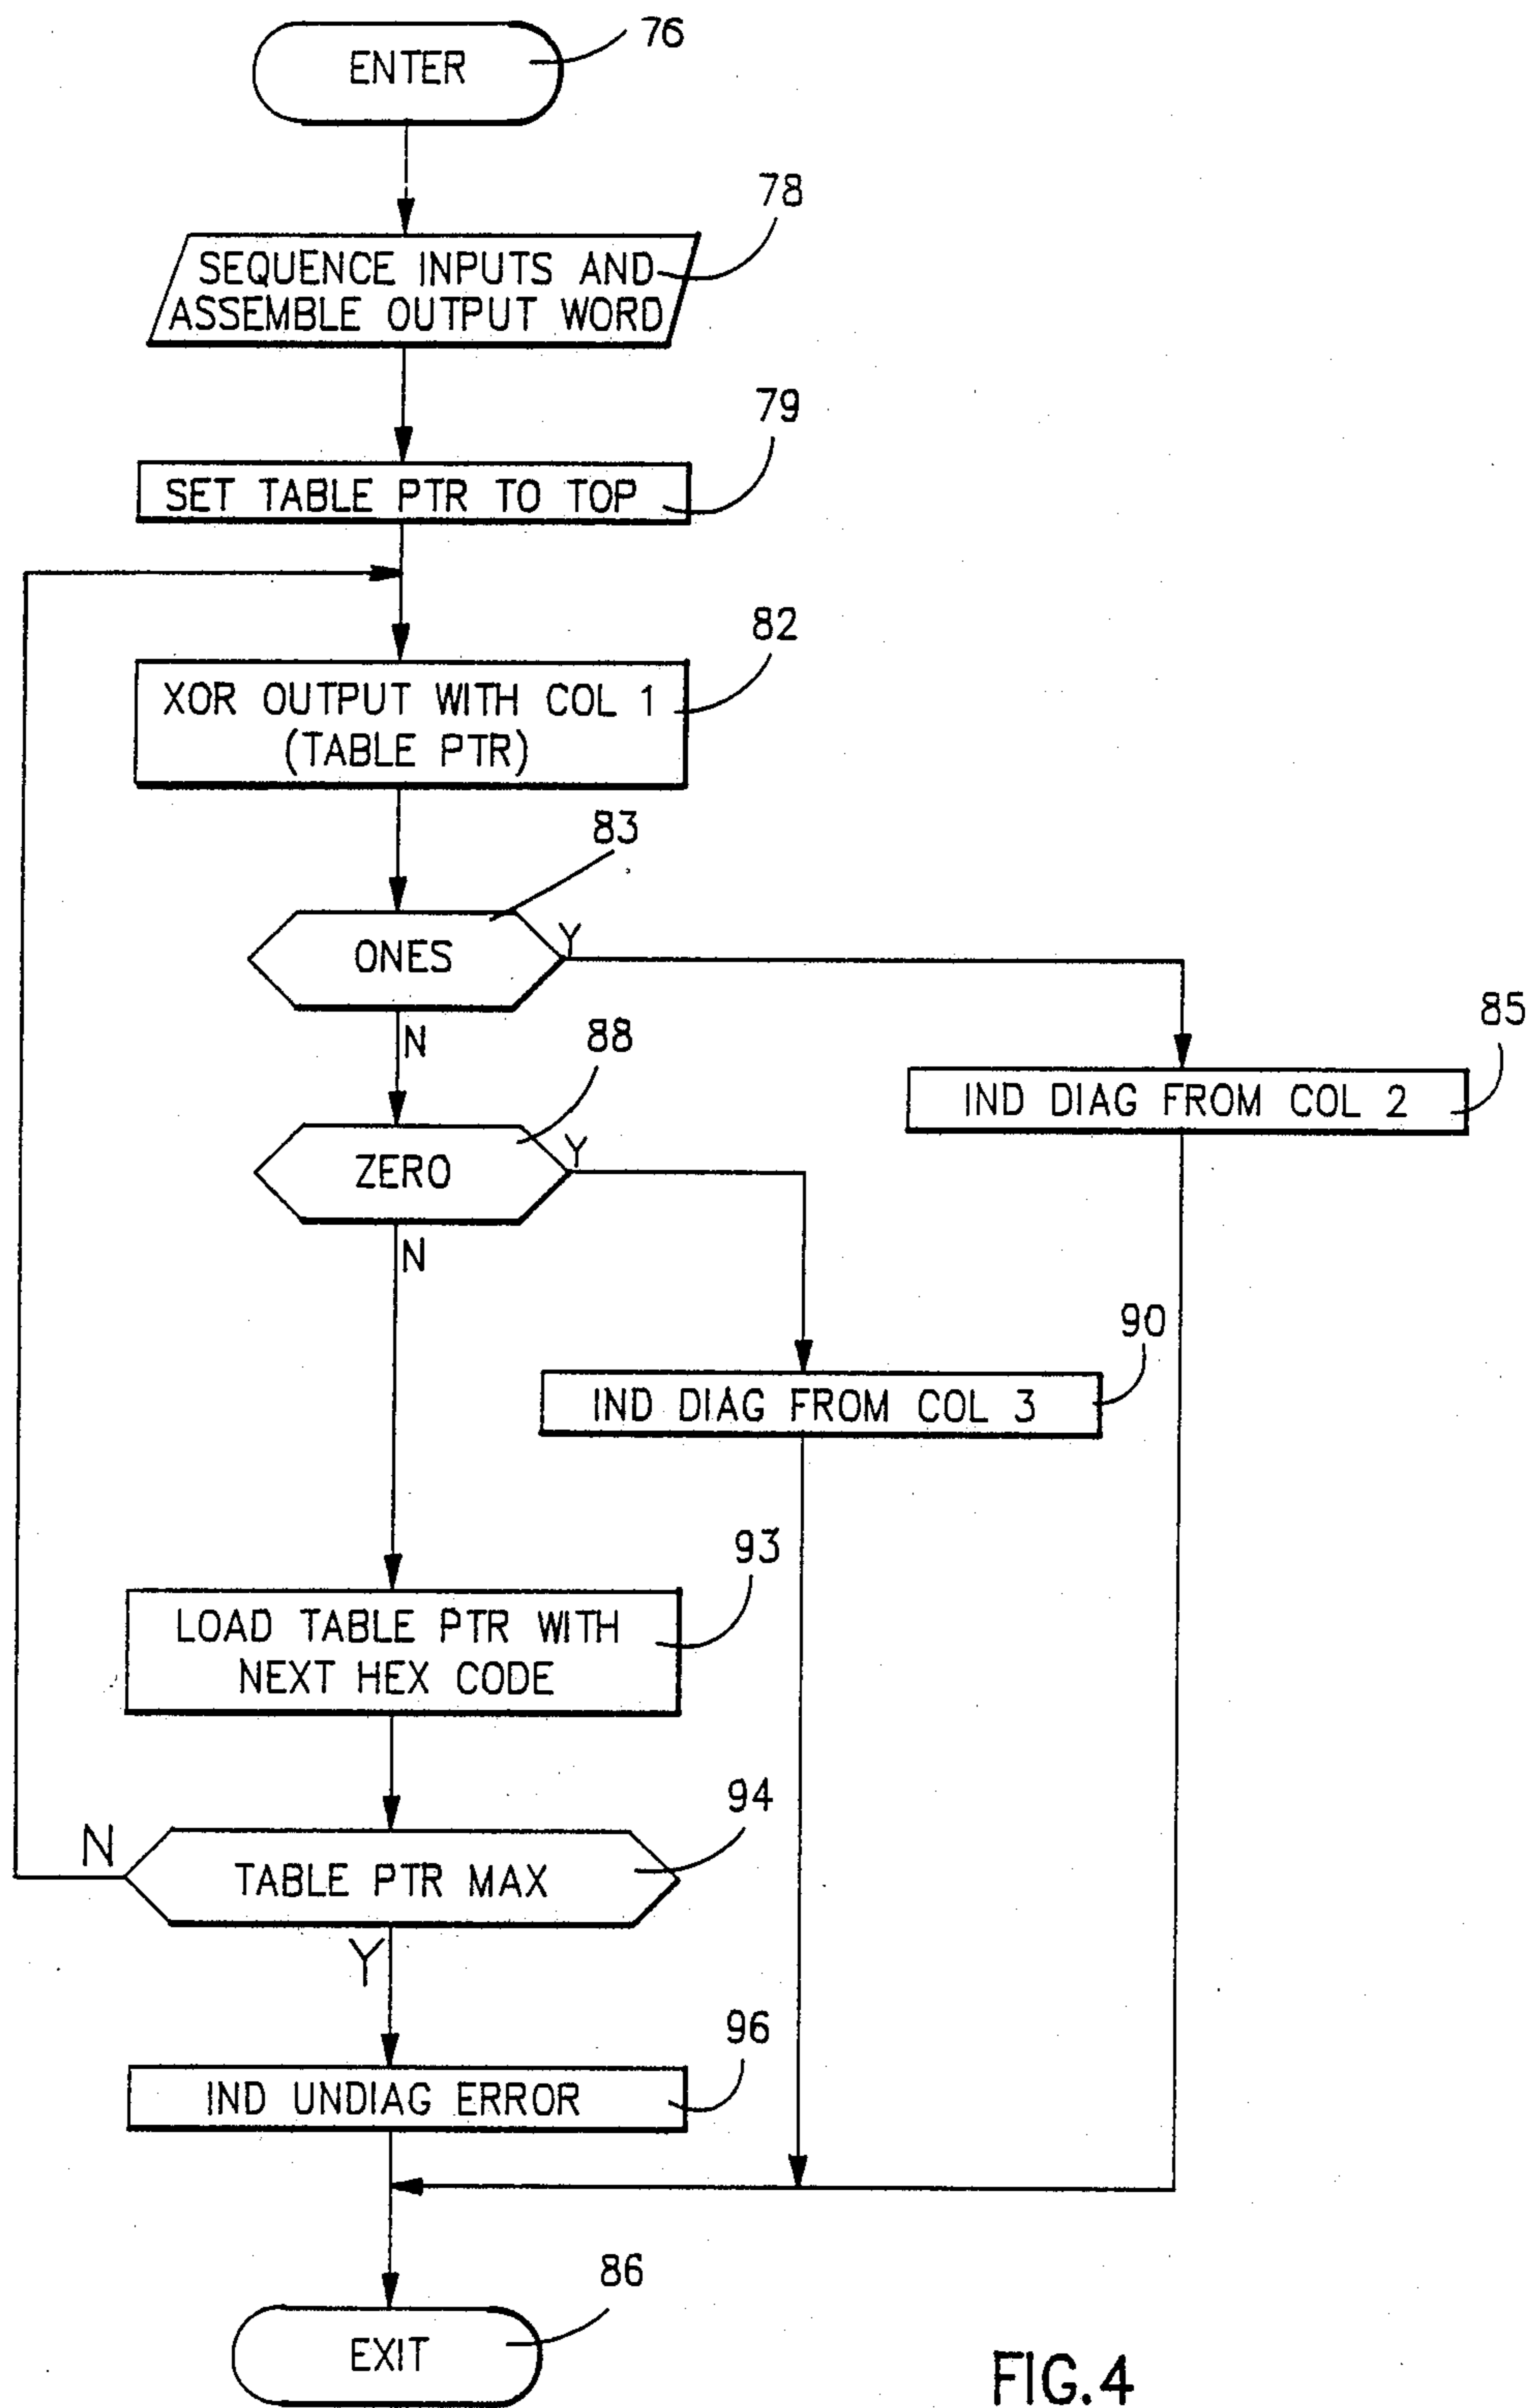 76
ENTER
78
SEQUENCE INPUTS AND
ASSEMBLE OUTPUT WORD
79
SET TABLE PTR TO TOP
82
XOR OUTPUT WITH COL 1
(TABLE PTR)
83
Y
ONES
N
85
IND DIAG FROM COL 2
88
Y
ZERO
N
90
IND DIAG FROM COL 3
93
LOAD TABLE PTR WITH
NEXT HEX CODE
94
N
TABLE PTR MAX
Y
96
IND UNDIAG ERROR
86
EXIT
FIG.4